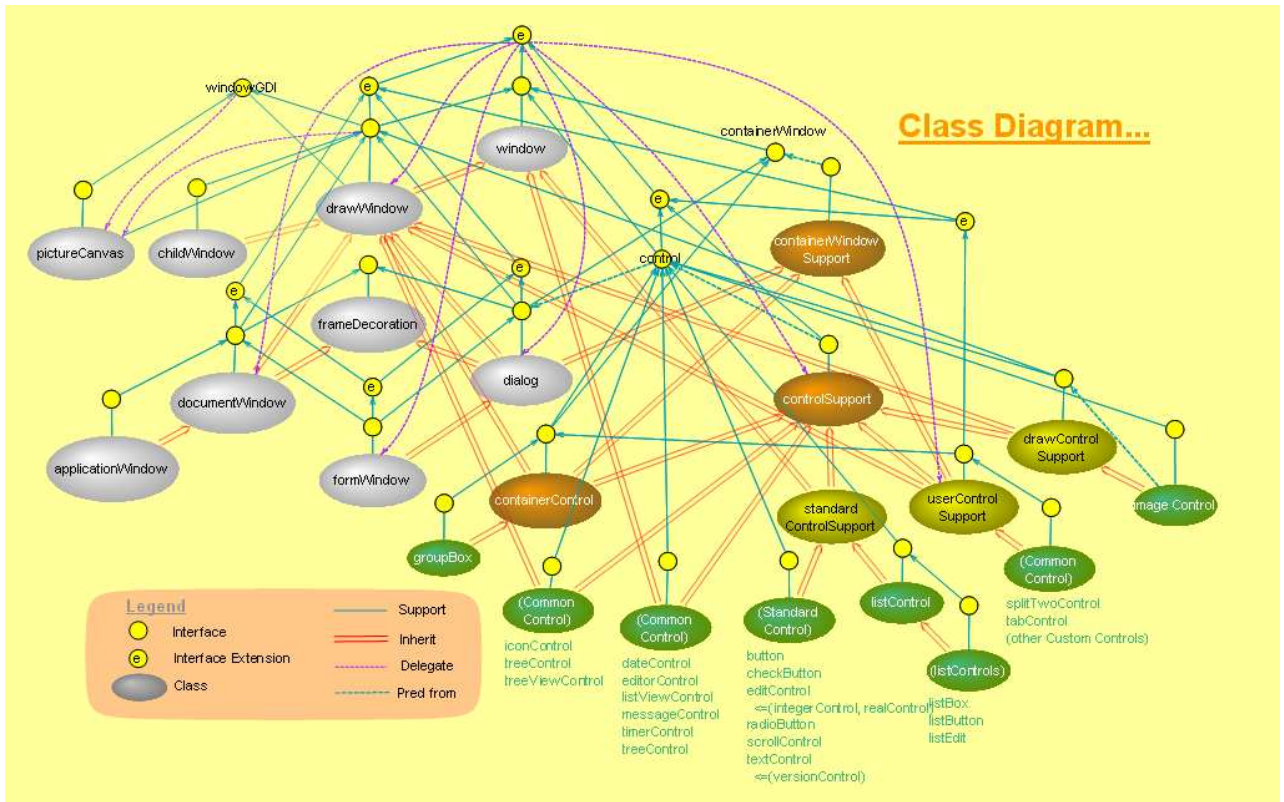 Class Diagram...
windowGDI
containerWindow
window
drawWindow
pictureCanvas
childWindow
containerWindow
Support
control
frameDecoration
dialog
documentWindow
controlSupport
applicationWindow
formWindow
containerControl
drawControl
Support
standard
ControlSupport
userControl
Support
image Control
groupBox
(Common
Control)
iconControl
treeControl
treeViewControl
(Common
Control)
dateControl
editorControl
listViewControl
messageControl
timerControl
treeControl
(Standard
Control)
button
checkButton
editControl
<=(integerControl, realControl)
radioButton
scrollControl
textControl
<=(versionControl)
listControl
(listControls)
listBox
listButton
listEdit
(Common
Control)
splitTwoControl
tabControl
(other Custom Controls)
e
e
e
e
e
e
e
Legend
Interface
e Interface Extension
Class
Support
Inherit
Delegate
Pred from